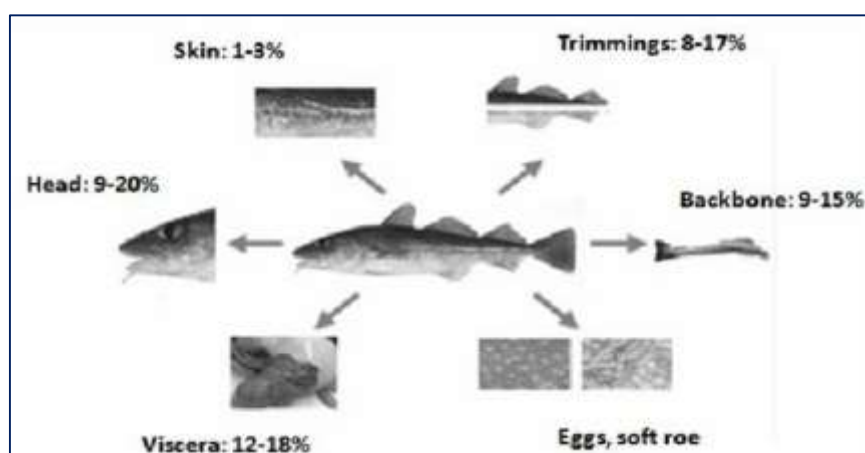 Skin: 1-3%
Trimmings: 8-17%
Head: 9-20%
Backbone: 9-15%
Viscera: 12-18%
Eggs, soft roe